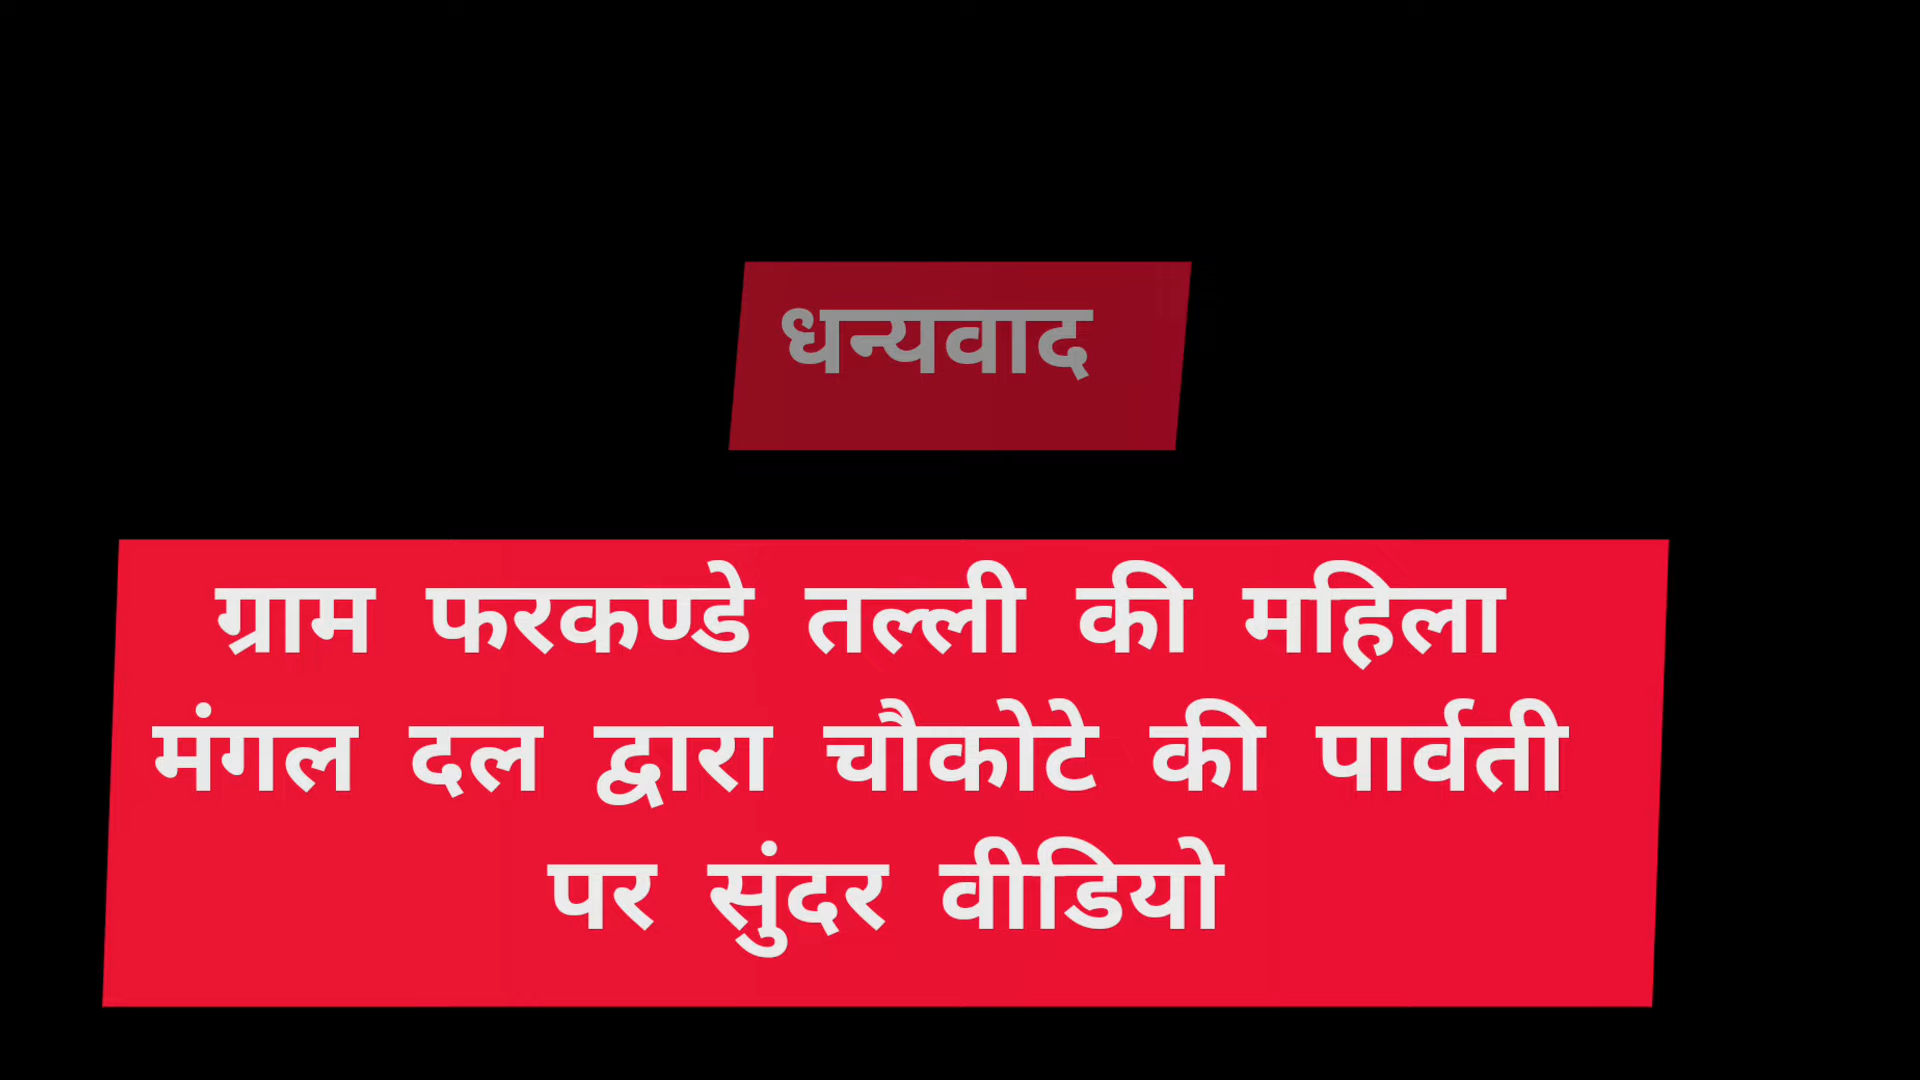 धन्यवाद
ग्राम फरकण्डे तल्ली की महिला
मंगल दल द्वारा चौकोटे की पार्वती
पर सुंदर वीडियो